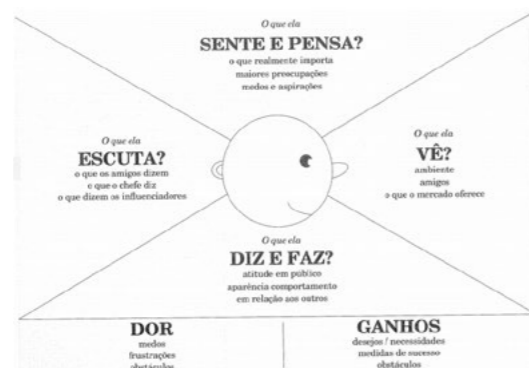 O que ela
SENTE E PENSA?
o que realmente importa
maiores preocupações
medos e aspirações
O que ela
ESCUTA?
o que os amigos dizem
e que o chefe diz
o que dizem os influenciadores
O que ela
VÊ?
ambiente
amigos
o que o mercado oferece
O que ela
DIZ E FAZ?
atitude em público
aparência comportamento
em relação aos outros
DOR
medos
frustrações
obstáculos
GANHOS
desejos / necessidades
medidas de sucesso
obstáculos